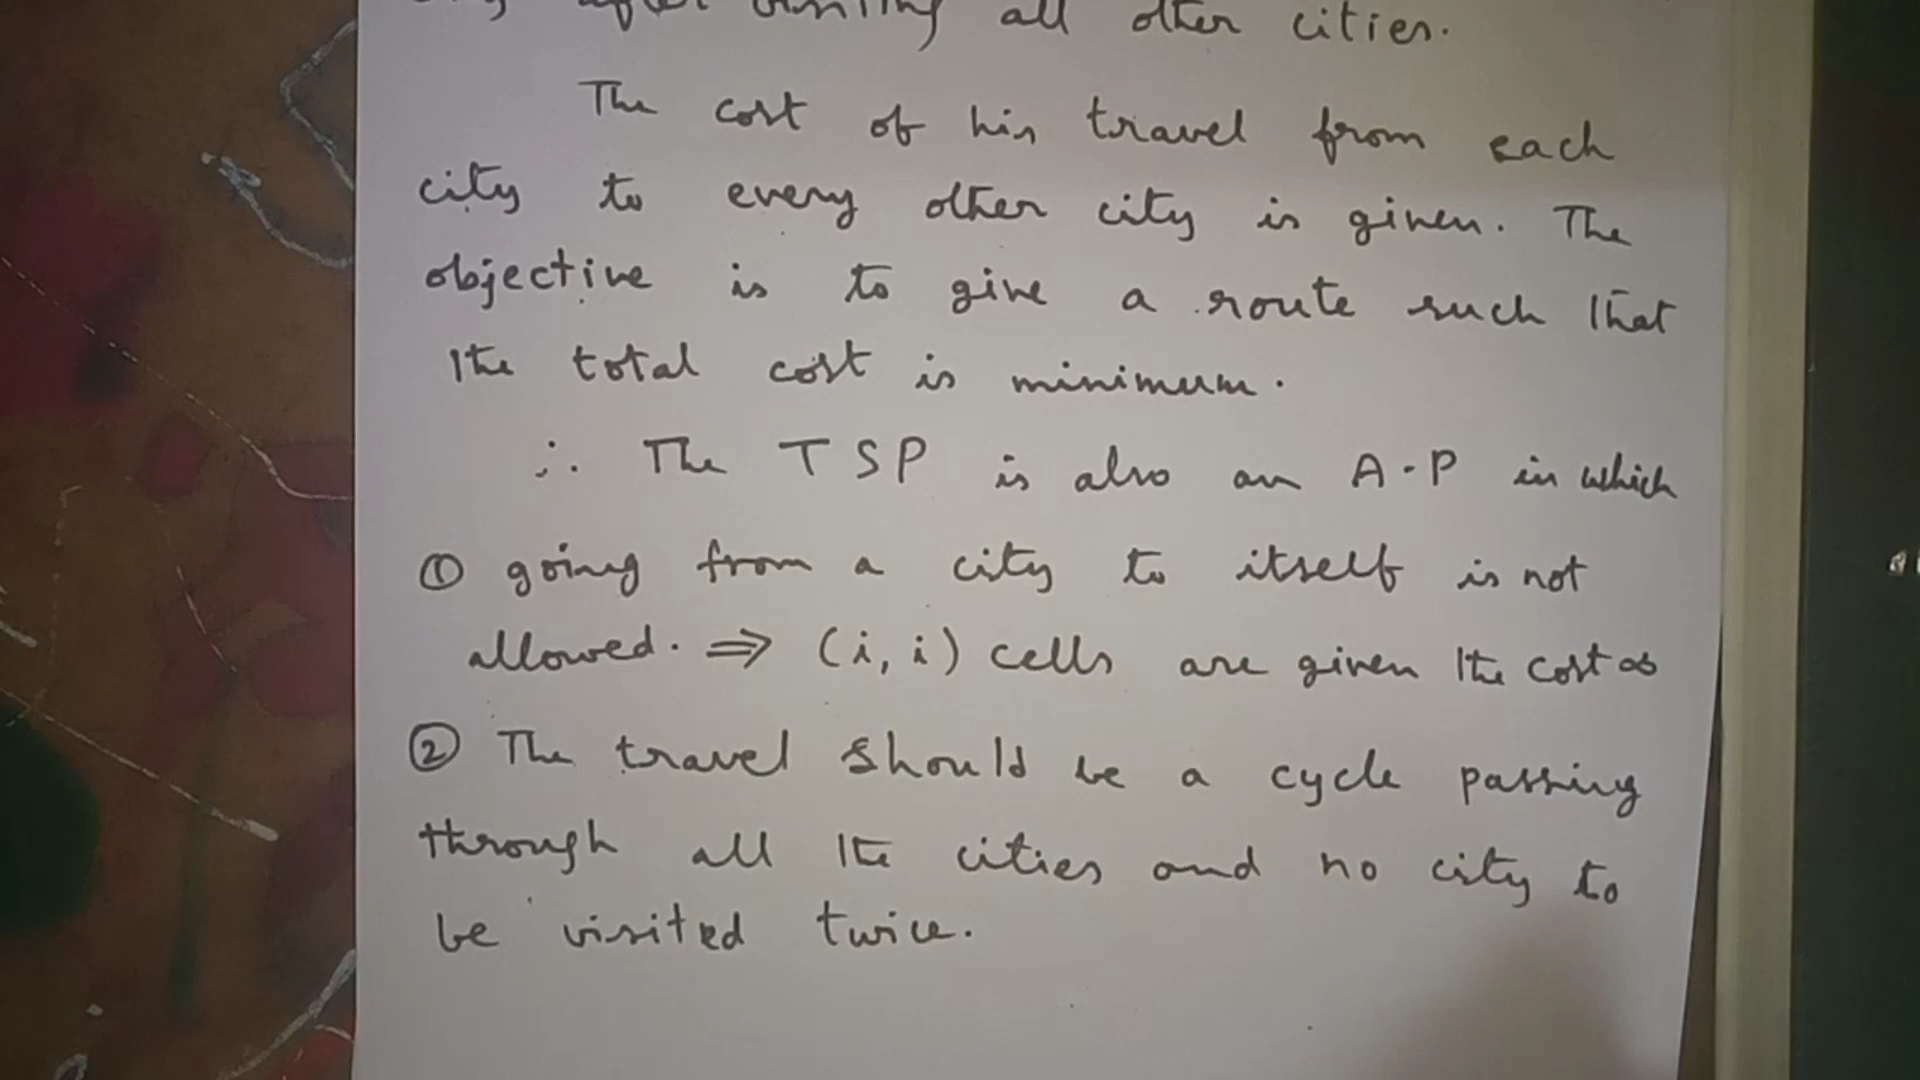 after visiting all other cities.
The cost of his travel from each
city to every other city is given. The
objective is to give a route such that
the total cost is minimum.
∴ The TSP is also an A.P in which
① going from a city to itself is not
allowed. ⇒ (i, i) cells are given the cost ∞
② The travel should be a cycle passing
through all the cities and no city to
be visited twice.